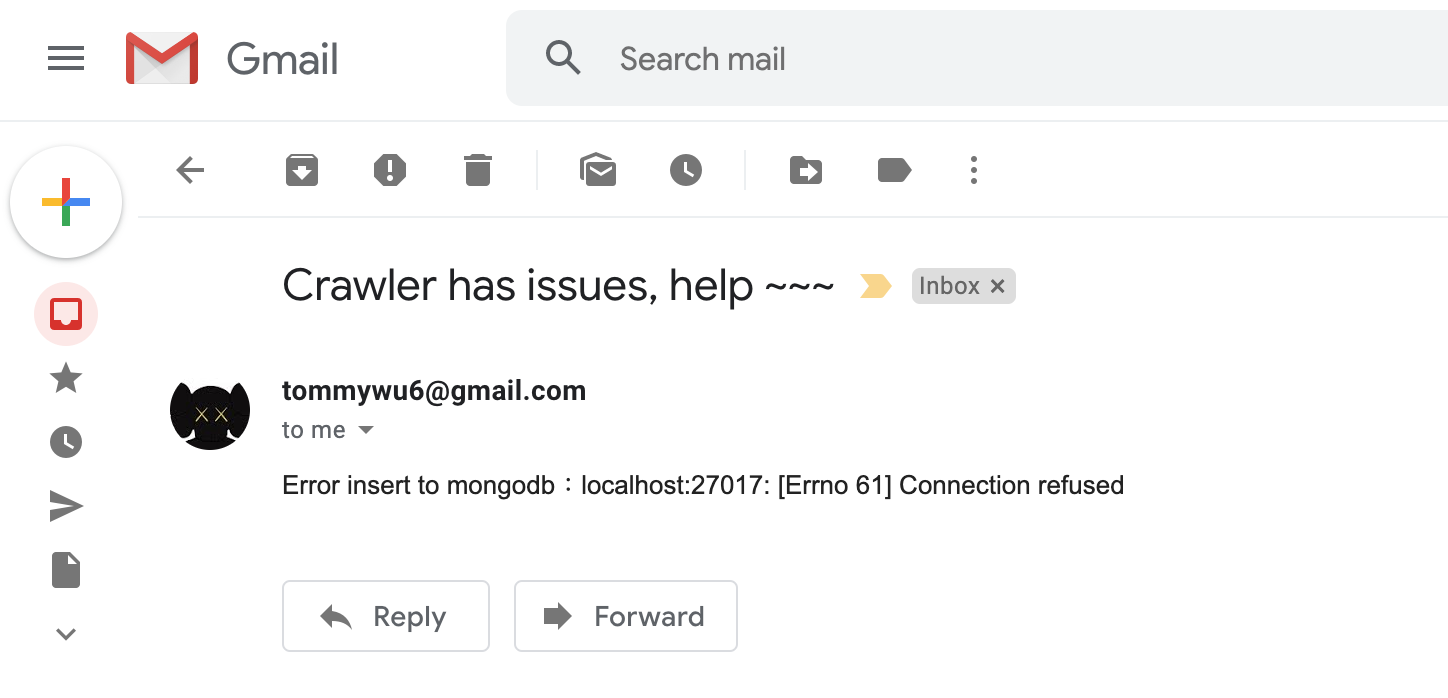 Gmail
Search mail
Crawler has issues, help ~~~
Inbox ×
tommywu6@gmail.com
to me
Error insert to mongodb：localhost:27017: [Errno 61] Connection refused
Reply
Forward